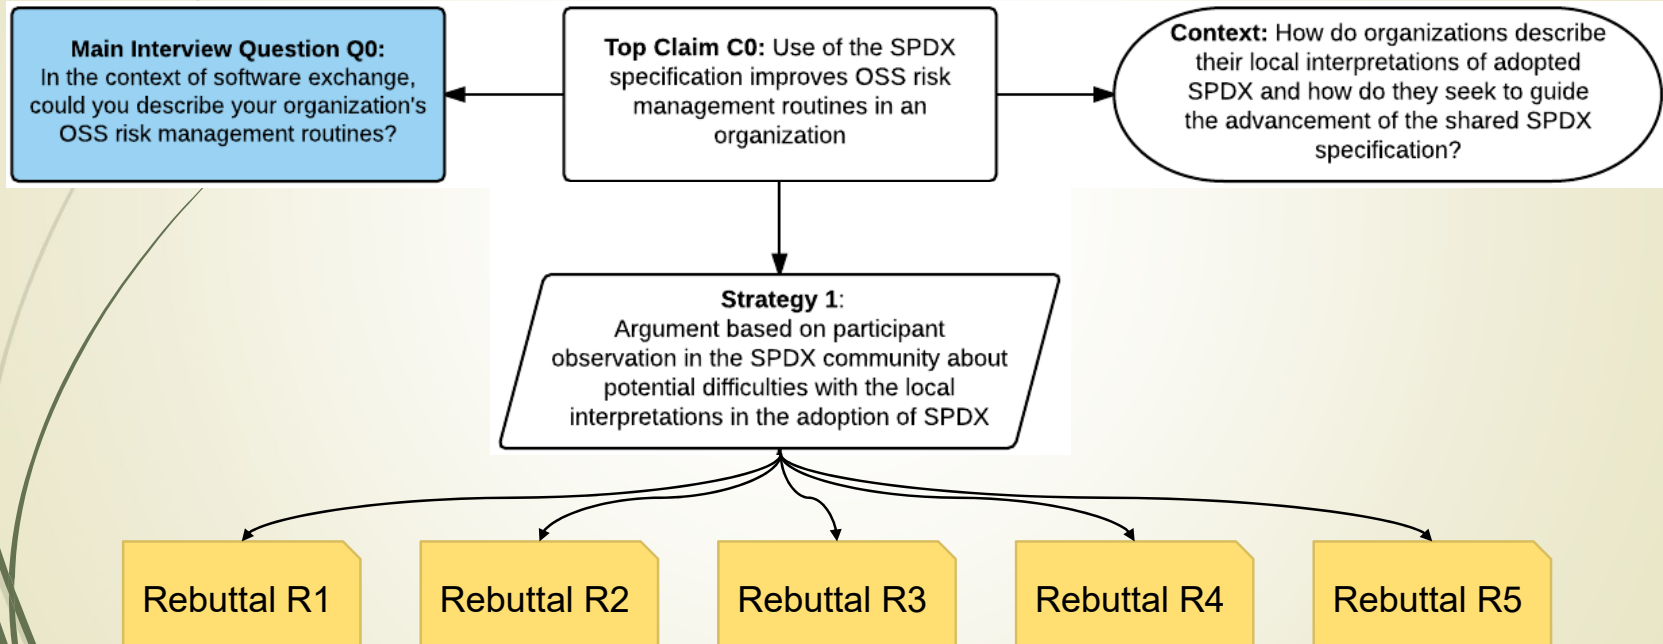 Main Interview Question Q0:
In the context of software exchange,
could you describe your organization's
OSS risk management routines?
Top Claim C0: Use of the SPDX
specification improves OSS risk
management routines in an
organization
Context: How do organizations describe
their local interpretations of adopted
SPDX and how do they seek to guide
the advancement of the shared SPDX
specification?
Strategy 1:
Argument based on participant
observation in the SPDX community about
potential difficulties with the local
interpretations in the adoption of SPDX
Rebuttal R1
Rebuttal R2
Rebuttal R3
Rebuttal R4
Rebuttal R5